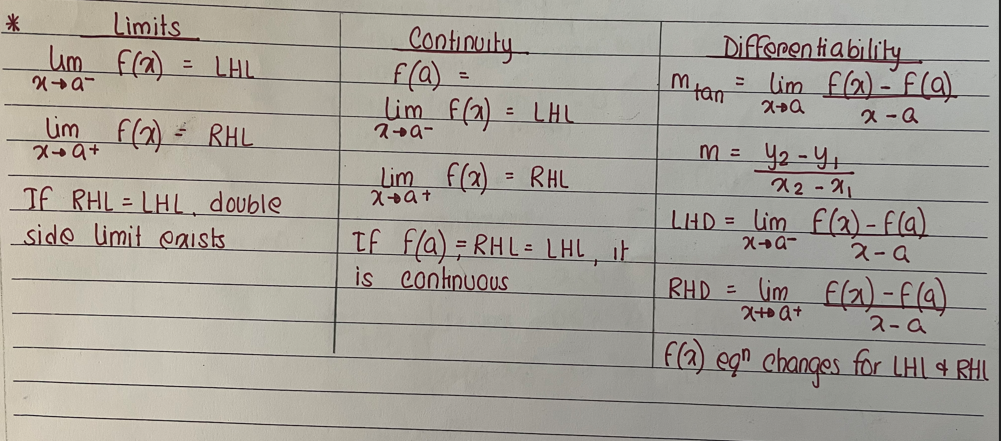 * Limits
lim x→a⁻ f(x) = LHL
lim x→a⁺ f(x) = RHL
If RHL = LHL, double
side limit exists
Continuity
f(a) =
lim x→a⁻ f(x) = LHL
lim x→a⁺ f(x) = RHL
If f(a) = RHL = LHL, it
is continuous
Differentiability
m tan = lim x→a f(x) - f(a) / x - a
m = y₂ - y₁ / x₂ - x₁
LHD = lim x→a⁻ f(x) - f(a) / x - a
RHD = lim x→a⁺ f(x) - f(a) / x - a
f(x) eqⁿ changes for LHL & RHL